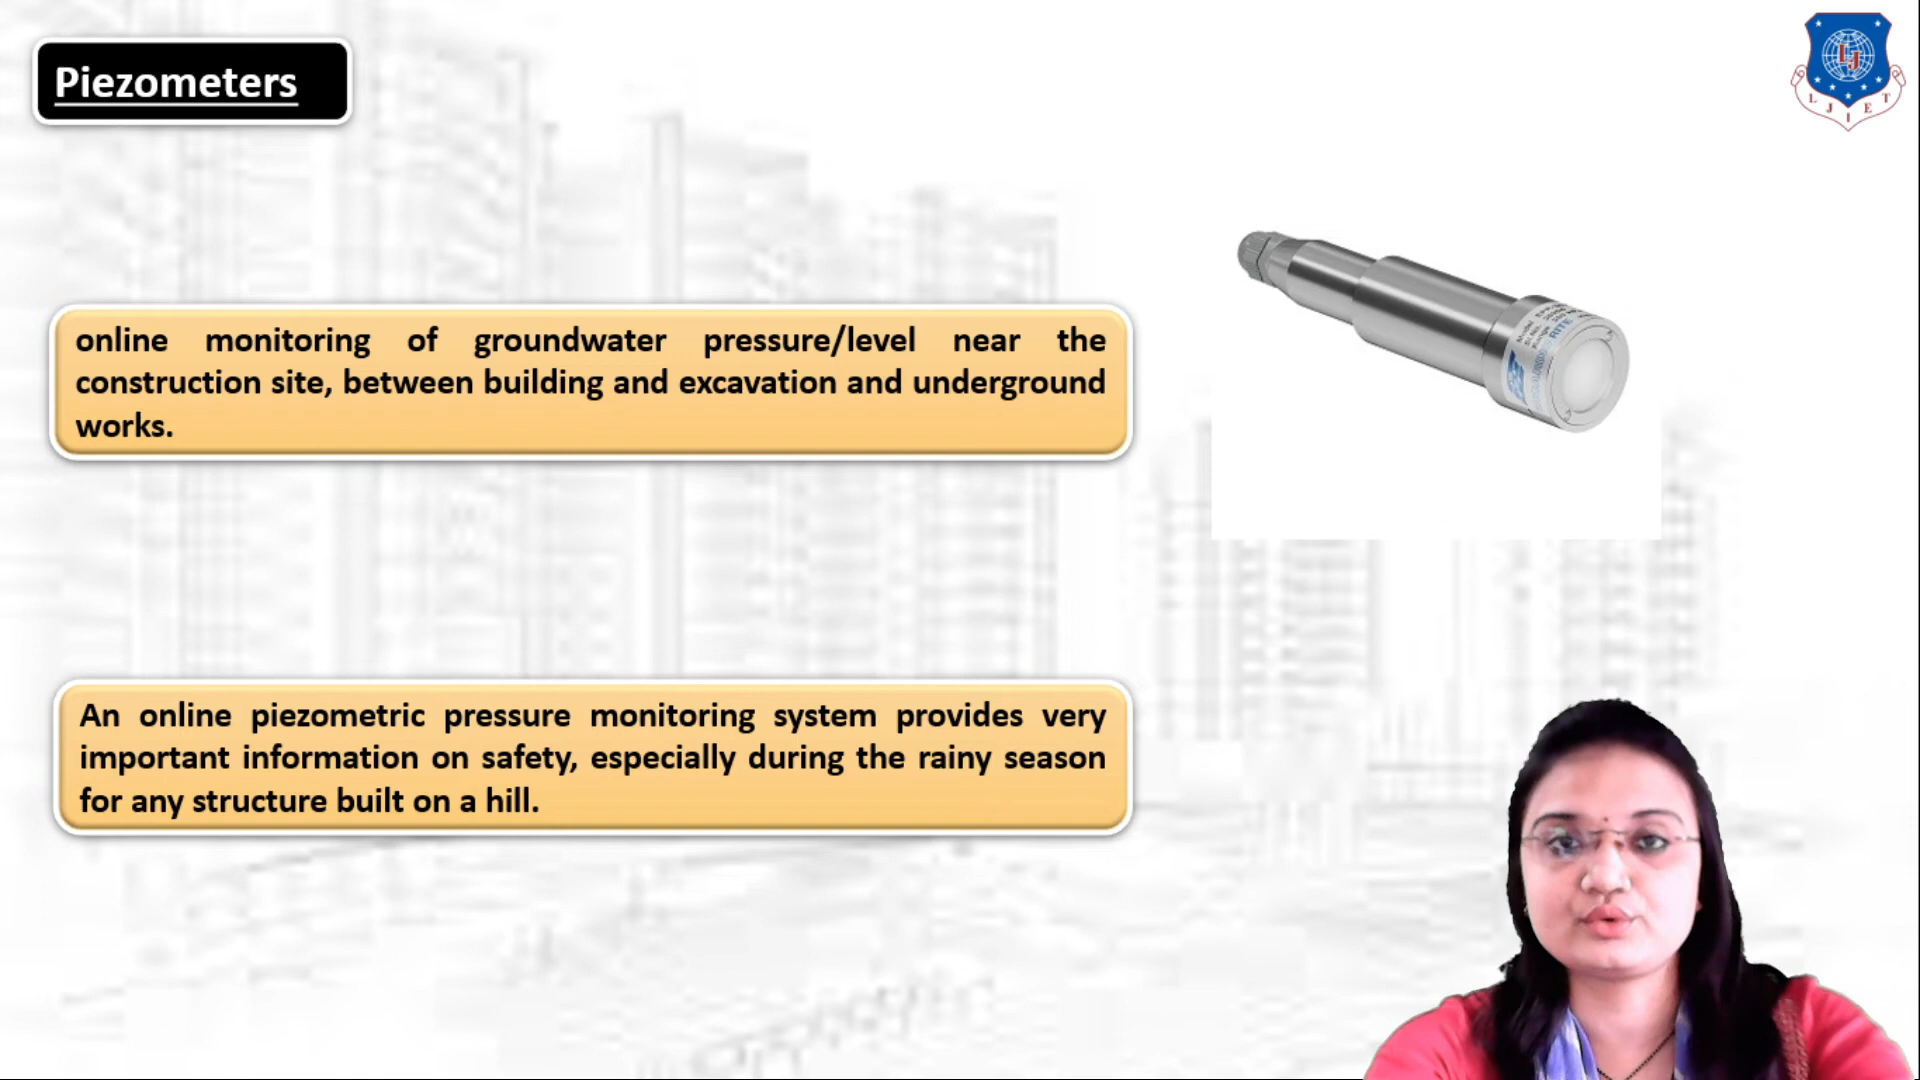 Piezometers
online monitoring of groundwater pressure/level near the
construction site, between building and excavation and underground
works.
An online piezometric pressure monitoring system provides very
important information on safety, especially during the rainy season
for any structure built on a hill.
L J I E T